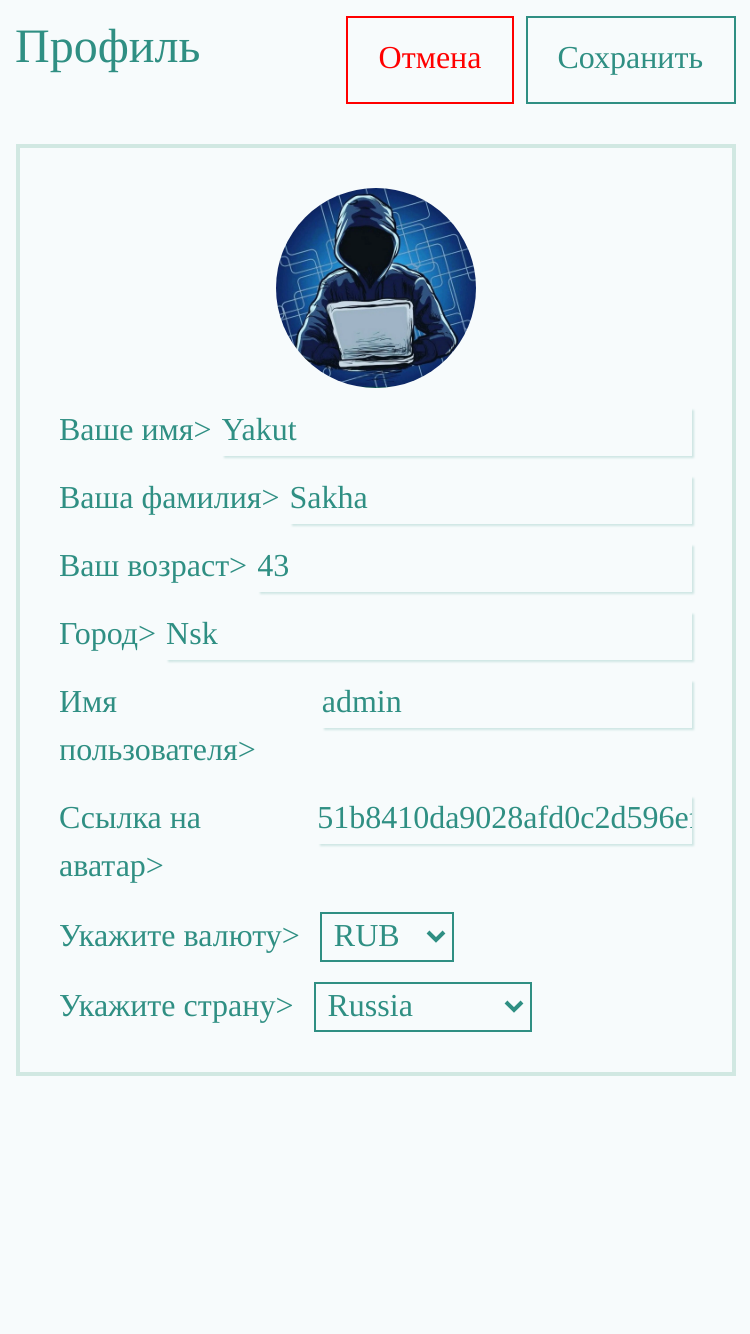 Профиль
Отмена
Сохранить
Ваше имя> Yakut
Ваша фамилия> Sakha
Ваш возраст> 43
Город> Nsk
Имя пользователя> admin
Ссылка на аватар> 51b8410da9028afd0c2d596e
Укажите валюту> RUB
Укажите страну> Russia